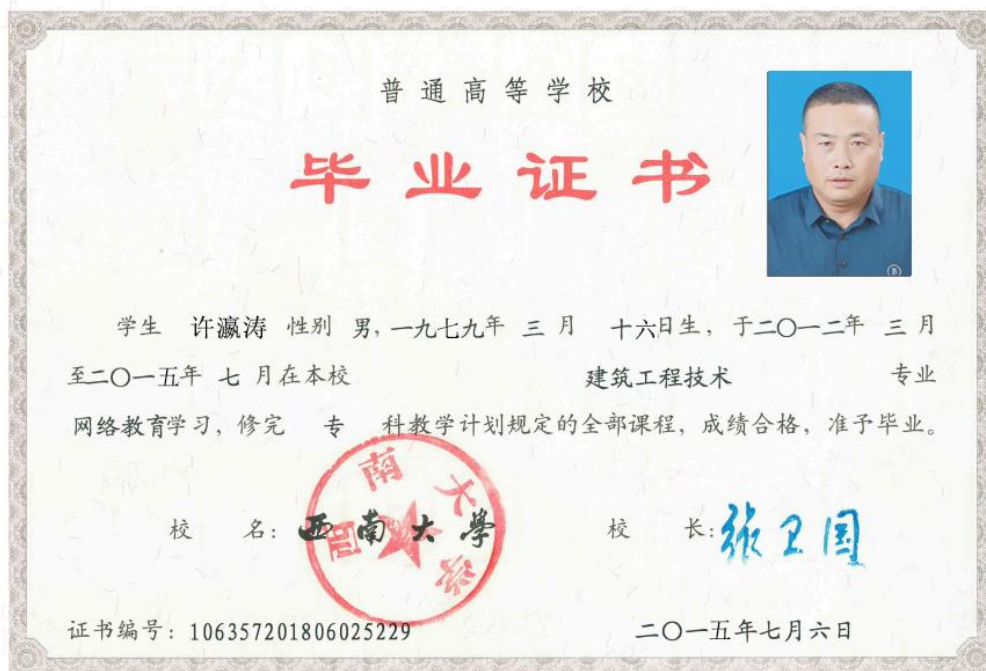 普通高等学校
毕业证书
学生 许瀛涛 性别 男, 一九七九年 三 月 十六日生, 于二〇一二年 三 月
至二〇一五年 七 月在本校 建筑工程技术 专业
网络教育学习, 修完 专 科教学计划规定的全部课程, 成绩合格, 准予毕业。
校 名: 西南大學 校 长: 张卫国
西南大学
证书编号: 106357201806025229 二〇一五年七月六日
B